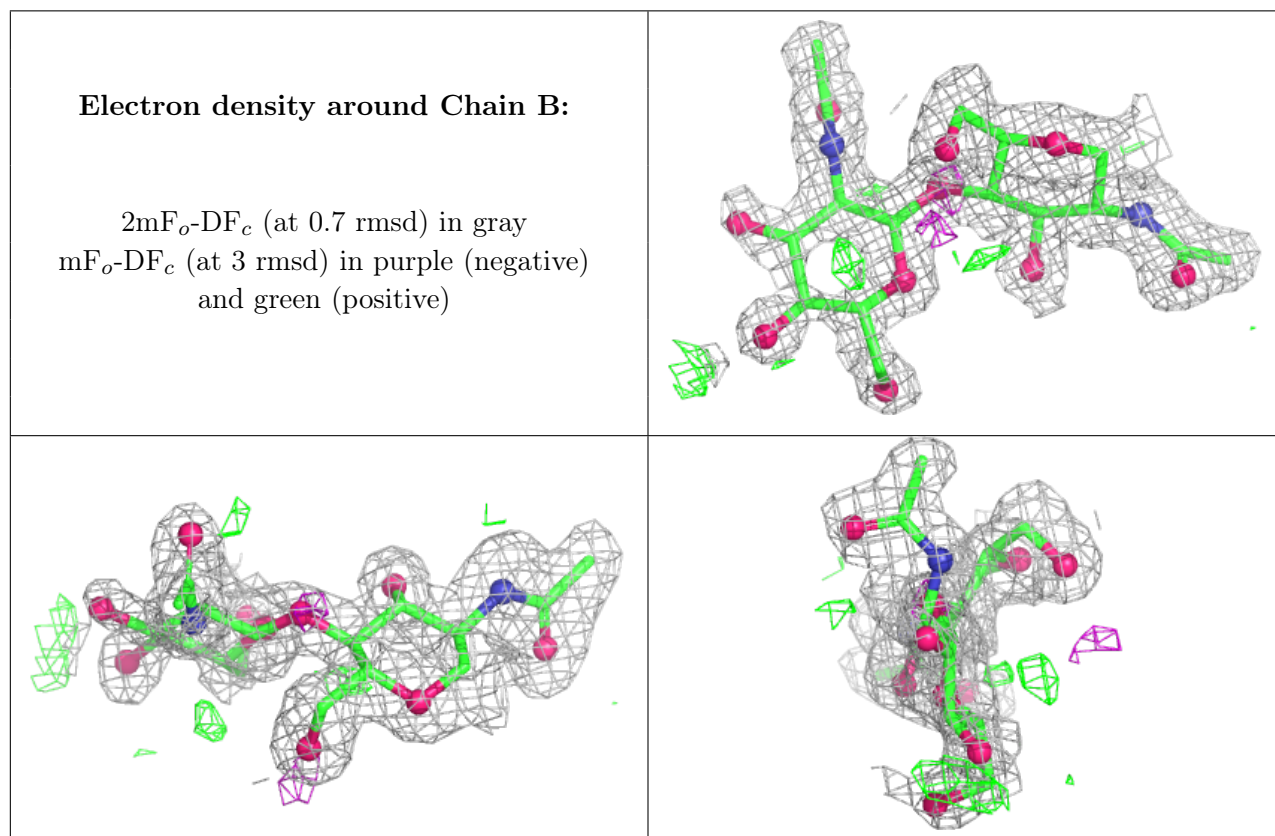 Electron density around Chain B:
2mFo-DFc (at 0.7 rmsd) in gray
mFo-DFc (at 3 rmsd) in purple (negative)
and green (positive)